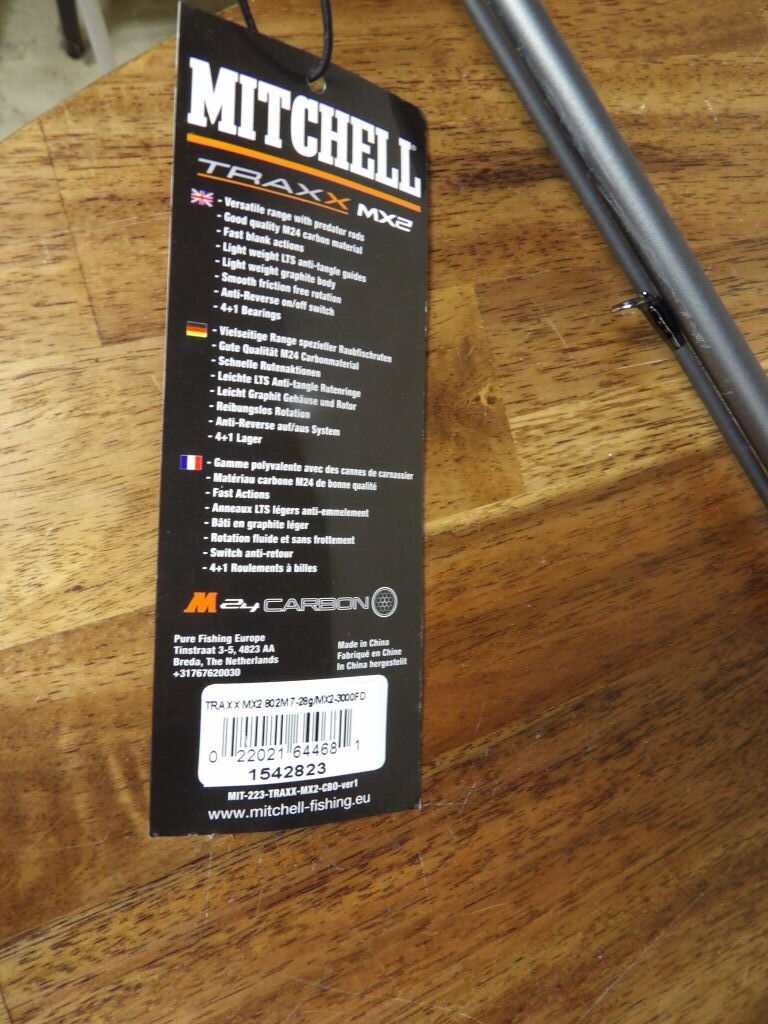 MITCHELL
TRAXX MX2
- Versatile range with predator rods
- Good quality M24 carbon material
- Fast blank actions
- Light weight LTS anti-tangle guides
- Light weight graphite body
- Smooth friction free rotation
- Anti-Reverse on/off switch
- 4+1 Bearings
- Vielseitige Range spezieller Raubfischruten
- Gute Qualität M24 Carbonmaterial
- Schnelle Rutenaktionen
- Leichte LTS Anti-tangle Rutenringe
- Leicht Graphit Gehäuse und Rotor
- Reibungslos Rotation
- Anti-Reverse auf/aus System
- 4+1 Lager
- Gamme polyvalente avec des cannes de carnassier
- Matériau carbone M24 de bonne qualité
- Fast Actions
- Anneaux LTS légers anti-emmelement
- Bâti en graphite léger
- Rotation fluide et sans frottement
- Switch anti-retour
- 4+1 Roulements à billes
M24 CARBON
Pure Fishing Europe
Tinstraat 3-5, 4823 AA
Breda, The Netherlands
+31767620030
Made in China
Fabriqué en Chine
In China hergestelit
TRAXX MX2 802M 7-28g/MX2-3000FD
0 22021 64468 1
1542823
MIT-223-TRAXX-MX2-CBO-ver1
www.mitchell-fishing.eu